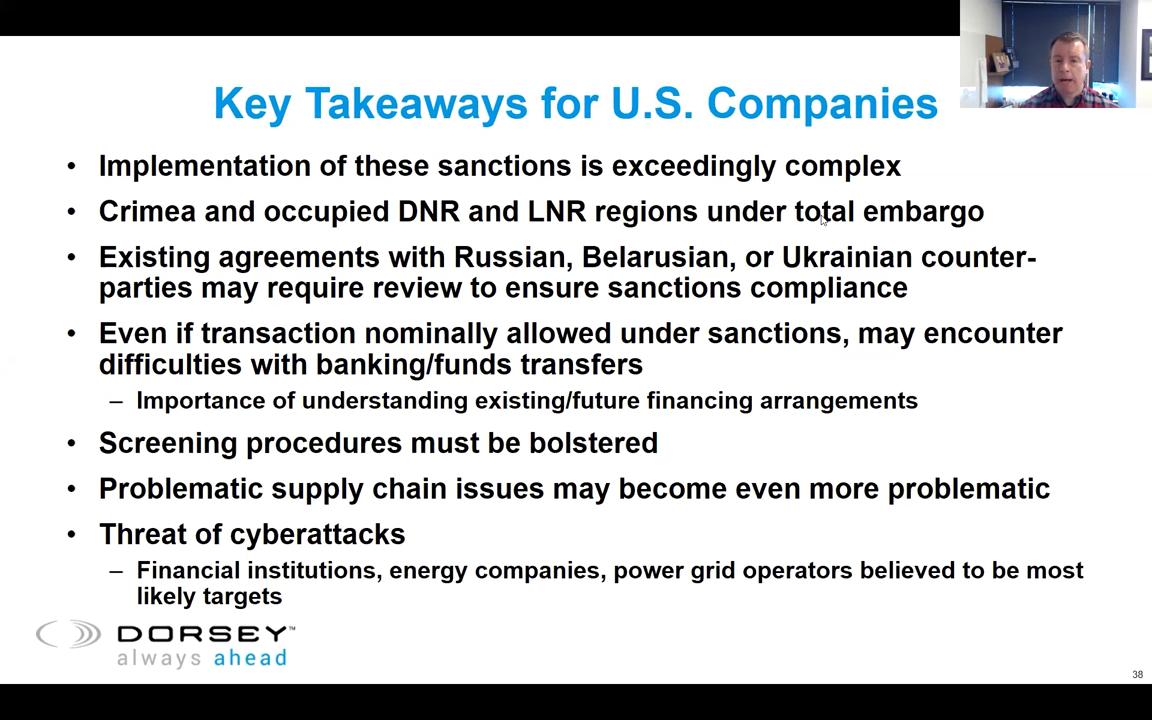 Key Takeaways for U.S. Companies
• Implementation of these sanctions is exceedingly complex
• Crimea and occupied DNR and LNR regions under total embargo
• Existing agreements with Russian, Belarusian, or Ukrainian counter-
parties may require review to ensure sanctions compliance
• Even if transaction nominally allowed under sanctions, may encounter
difficulties with banking/funds transfers
– Importance of understanding existing/future financing arrangements
• Screening procedures must be bolstered
• Problematic supply chain issues may become even more problematic
• Threat of cyberattacks
– Financial institutions, energy companies, power grid operators believed to be most
likely targets
DORSEY™
always ahead
38